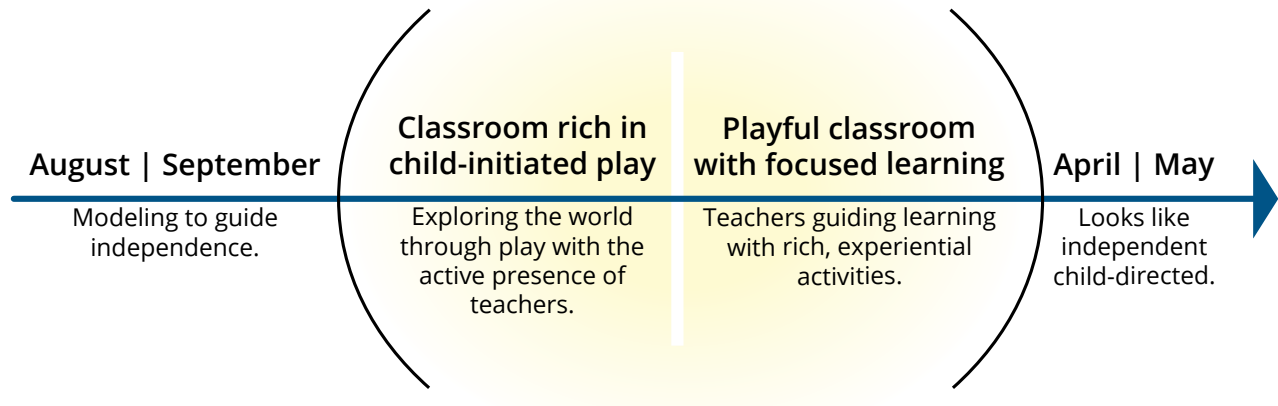 August | September
Modeling to guide
independence.
Classroom rich in
child-initiated play
Exploring the world
through play with the
active presence of
teachers.
Playful classroom
with focused learning
Teachers guiding learning
with rich, experiential
activities.
April | May
Looks like
independent
child-directed.